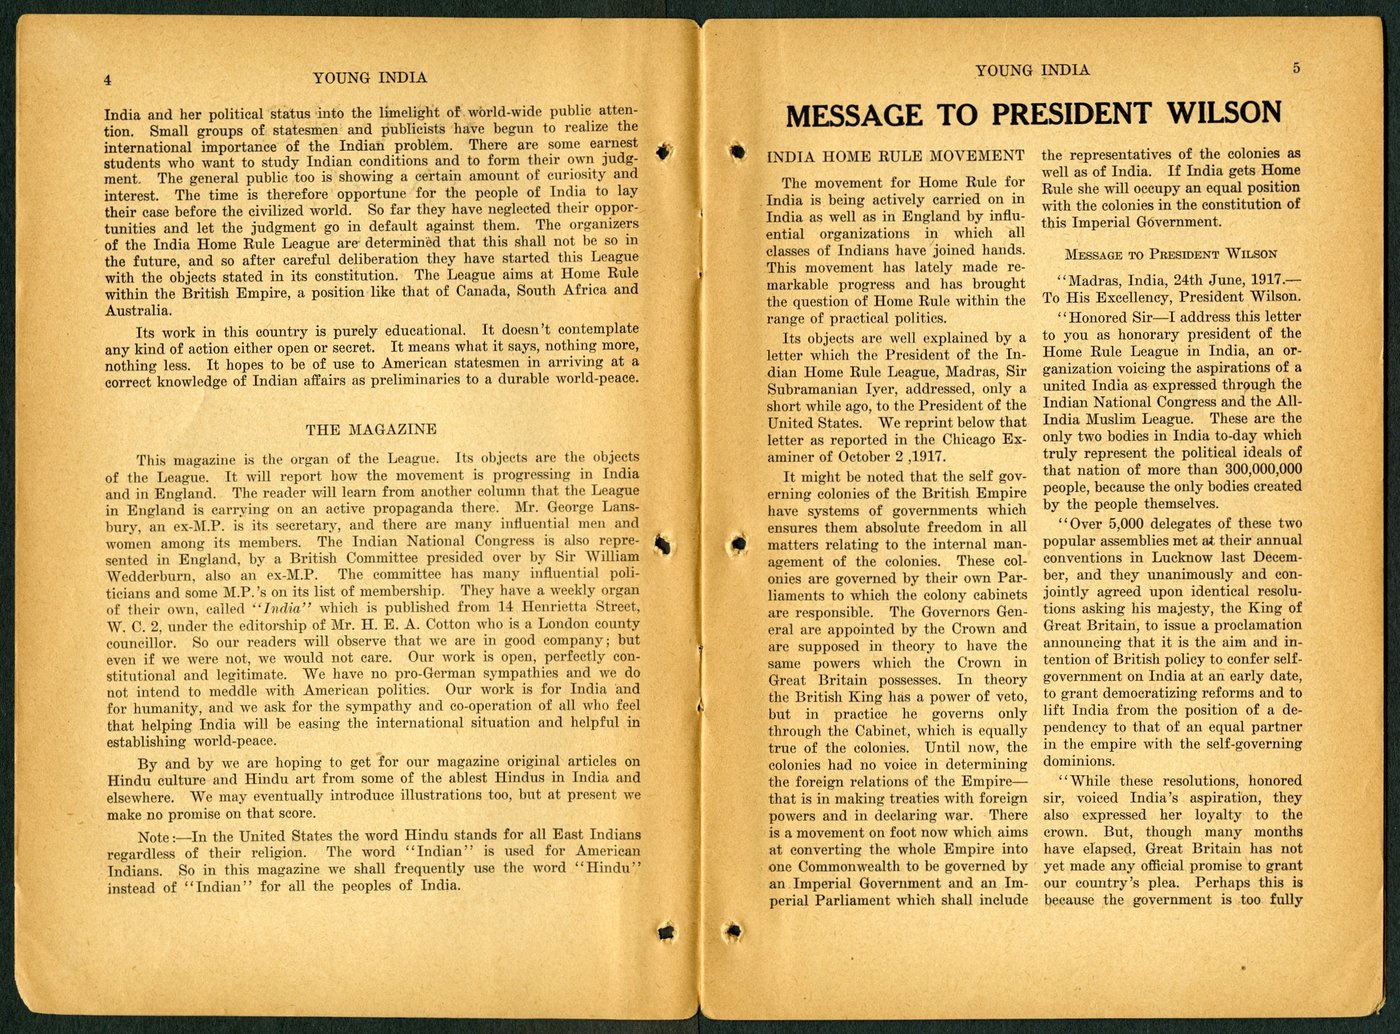 4
YOUNG INDIA
India and her political status into the limelight of world-wide public atten-
tion. Small groups of statesmen and publicists have begun to realize the
international importance of the Indian problem. There are some earnest
students who want to study Indian conditions and to form their own judg-
ment. The general public too is showing a certain amount of curiosity and
interest. The time is therefore opportune for the people of India to lay
their case before the civilized world. So far they have neglected their oppor-
tunities and let the judgment go in default against them. The organizers
of the India Home Rule League are determined that this shall not be so in
the future, and so after careful deliberation they have started this League
with the objects stated in its constitution. The League aims at Home Rule
within the British Empire, a position like that of Canada, South Africa and
Australia.
Its work in this country is purely educational. It doesn't contemplate
any kind of action either open or secret. It means what it says, nothing more,
nothing less. It hopes to be of use to American statesmen in arriving at a
correct knowledge of Indian affairs as preliminaries to a durable world-peace.
THE MAGAZINE
This magazine is the organ of the League. Its objects are the objects
of the League. It will report how the movement is progressing in India
and in England. The reader will learn from another column that the League
in England is carrying on an active propaganda there. Mr. George Lans-
bury, an ex-M.P. is its secretary, and there are many influential men and
women among its members. The Indian National Congress is also repre-
sented in England, by a British Committee presided over by Sir William
Wedderburn, also an ex-M.P. The committee has many influential poli-
ticians and some M.P.'s on its list of membership. They have a weekly organ
of their own, called "India" which is published from 14 Henrietta Street,
W. C. 2, under the editorship of Mr. H. E. A. Cotton who is a London county
councillor. So our readers will observe that we are in good company; but
even if we were not, we would not care. Our work is open, perfectly con-
stitutional and legitimate. We have no pro-German sympathies and we do
not intend to meddle with American politics. Our work is for India and
for humanity, and we ask for the sympathy and co-operation of all who feel
that helping India will be easing the international situation and helpful in
establishing world-peace.
By and by we are hoping to get for our magazine original articles on
Hindu culture and Hindu art from some of the ablest Hindus in India and
elsewhere. We may eventually introduce illustrations too, but at present we
make no promise on that score.
Note:—In the United States the word Hindu stands for all East Indians
regardless of their religion. The word "Indian" is used for American
Indians. So in this magazine we shall frequently use the word "Hindu"
instead of "Indian" for all the peoples of India.
YOUNG INDIA
5
MESSAGE TO PRESIDENT WILSON
INDIA HOME RULE MOVEMENT
The movement for Home Rule for
India is being actively carried on in
India as well as in England by influ-
ential organizations in which all
classes of Indians have joined hands.
This movement has lately made re-
markable progress and has brought
the question of Home Rule within the
range of practical politics.
Its objects are well explained by a
letter which the President of the In-
dian Home Rule League, Madras, Sir
Subramanian Iyer, addressed, only a
short while ago, to the President of the
United States. We reprint below that
letter as reported in the Chicago Ex-
aminer of October 2 ,1917.
It might be noted that the self gov-
erning colonies of the British Empire
have systems of governments which
ensures them absolute freedom in all
matters relating to the internal man-
agement of the colonies. These col-
onies are governed by their own Par-
liaments to which the colony cabinets
are responsible. The Governors Gen-
eral are appointed by the Crown and
are supposed in theory to have the
same powers which the Crown in
Great Britain possesses. In theory
the British King has a power of veto,
but in practice he governs only
through the Cabinet, which is equally
true of the colonies. Until now, the
colonies had no voice in determining
the foreign relations of the Empire—
that is in making treaties with foreign
powers and in declaring war. There
is a movement on foot now which aims
at converting the whole Empire into
one Commonwealth to be governed by
an Imperial Government and an Im-
perial Parliament which shall include
the representatives of the colonies as
well as of India. If India gets Home
Rule she will occupy an equal position
with the colonies in the constitution of
this Imperial Government.
MESSAGE TO PRESIDENT WILSON
"Madras, India, 24th June, 1917.—
To His Excellency, President Wilson.
"Honored Sir—I address this letter
to you as honorary president of the
Home Rule League in India, an or-
ganization voicing the aspirations of a
united India as expressed through the
Indian National Congress and the All-
India Muslim League. These are the
only two bodies in India to-day which
truly represent the political ideals of
that nation of more than 300,000,000
people, because the only bodies created
by the people themselves.
"Over 5,000 delegates of these two
popular assemblies met at their annual
conventions in Lucknow last Decem-
ber, and they unanimously and con-
jointly agreed upon identical resolu-
tions asking his majesty, the King of
Great Britain, to issue a proclamation
announcing that it is the aim and in-
tention of British policy to confer self-
government on India at an early date,
to grant democratizing reforms and to
lift India from the position of a de-
pendency to that of an equal partner
in the empire with the self-governing
dominions.
"While these resolutions, honored
sir, voiced India's aspiration, they
also expressed her loyalty to the
crown. But, though many months
have elapsed, Great Britain has not
yet made any official promise to grant
our country's plea. Perhaps this is
because the government is too fully